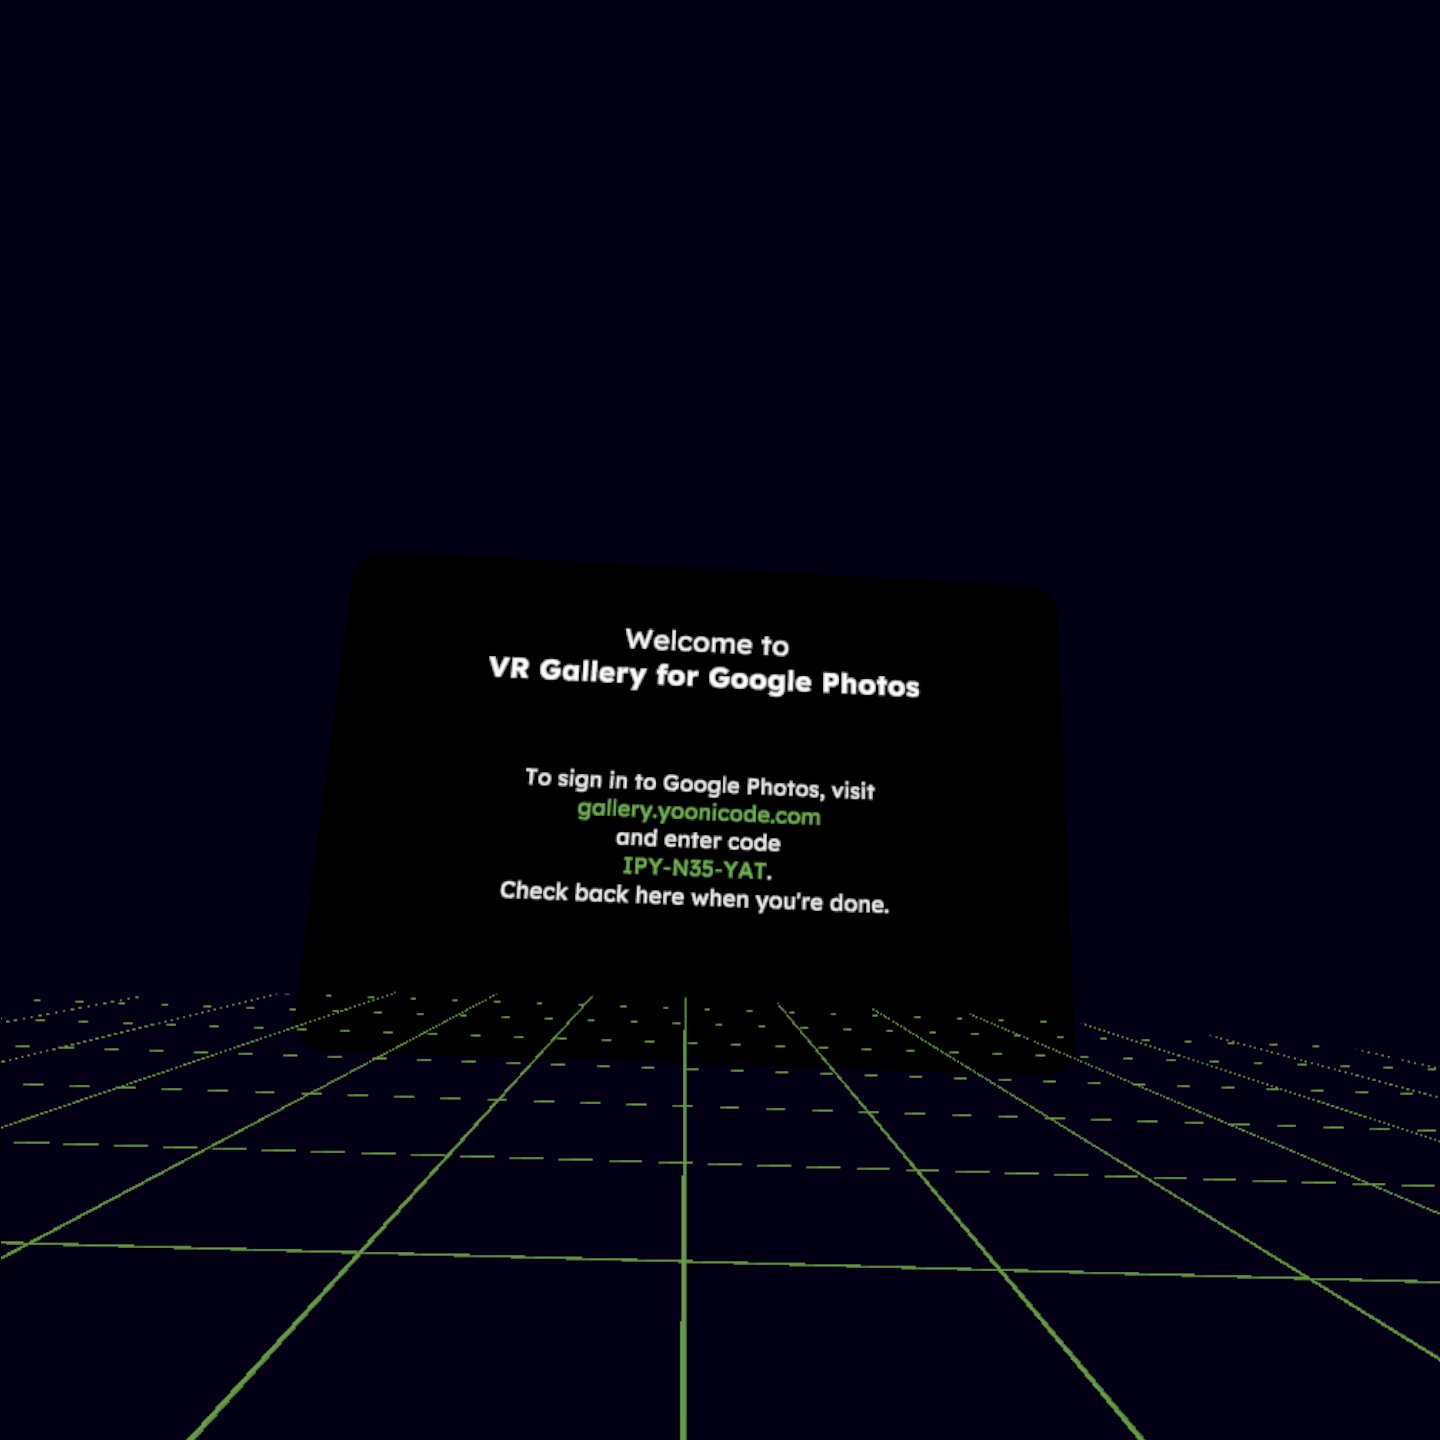 Welcome to
VR Gallery for Google Photos
To sign in to Google Photos, visit
gallery.yoonicode.com
and enter code
IPY-N35-YAT.
Check back here when you're done.